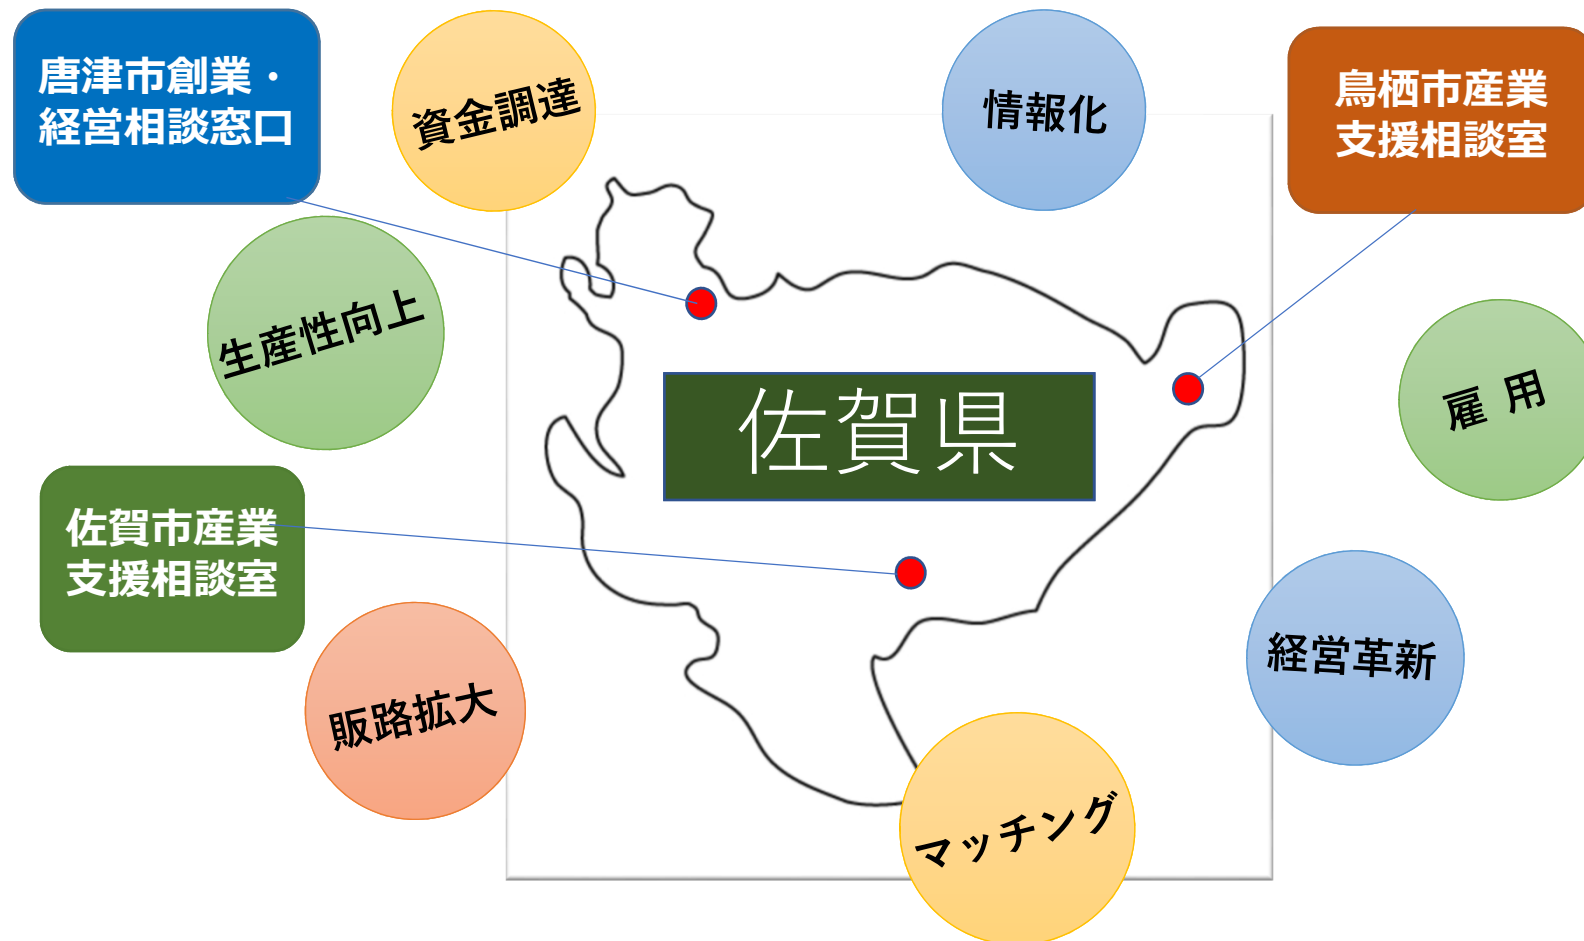 唐津市創業・
経営相談窓口
資金調達
情報化
鳥栖市産業
支援相談室
生産性向上
雇 用
佐賀県
佐賀市産業
支援相談室
経営革新
販路拡大
マッチング